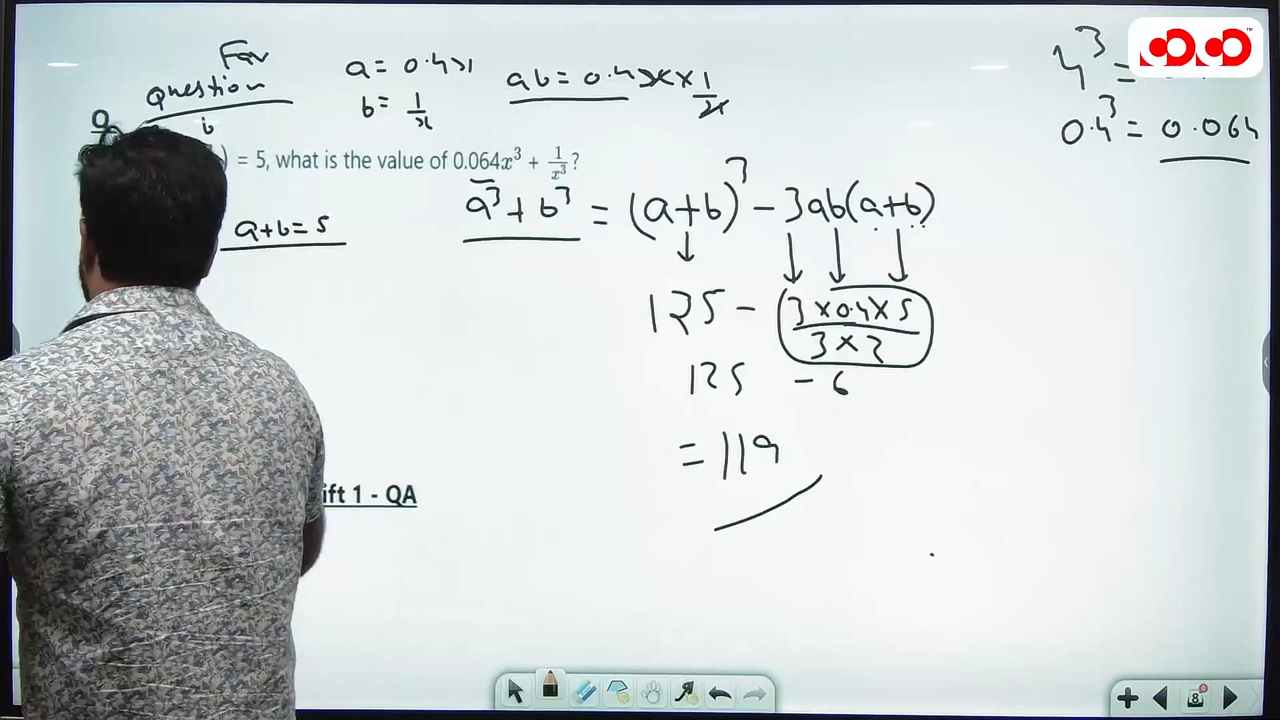 For
question
a = 0.4x
b = 1/x
ab = 0.4x × 1/x
4³ =
0.4³ = 0.064
Q
b
) = 5, what is the value of 0.064x³ + 1/x³?
a+b=5
a³+b³ = (a+b)³ - 3ab(a+b)
125 - 3×0.4×5
3×2
125 - 6
= 119
ift 1 - QA
8